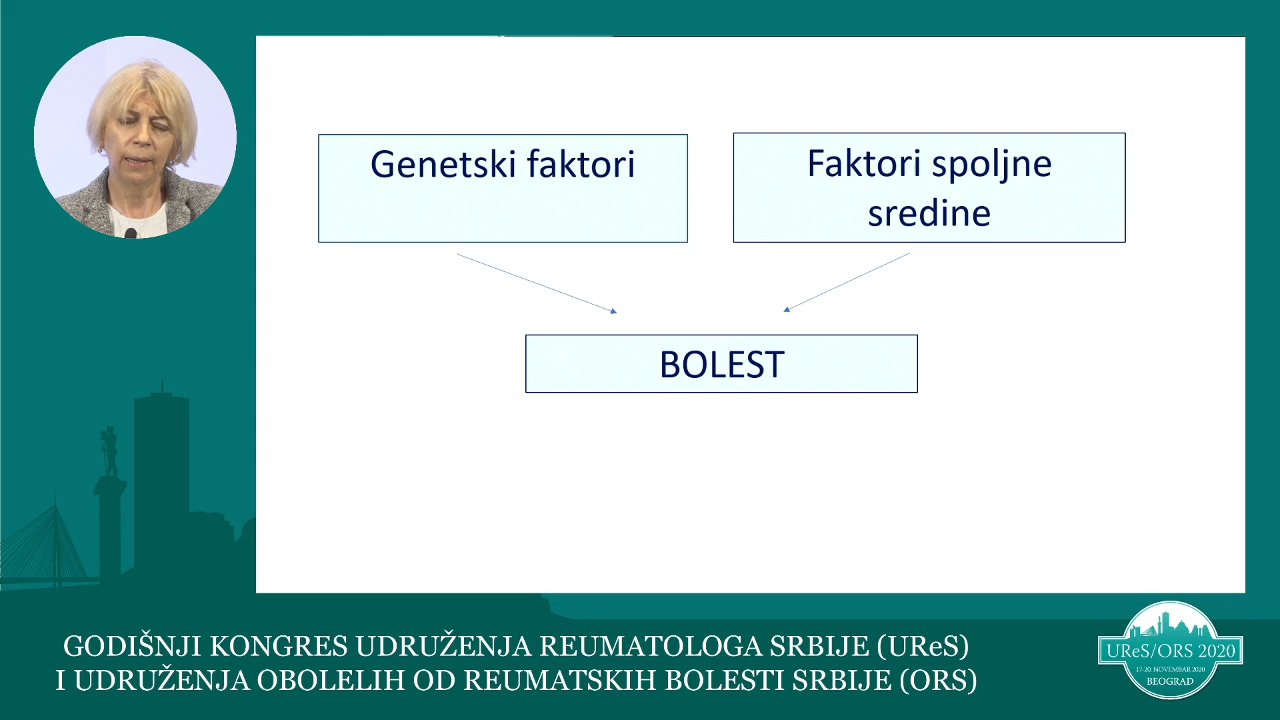 Genetski faktori
Faktori spoljne
sredine
BOLEST
GODIŠNJI KONGRES UDRUŽENJA REUMATOLOGA SRBIJE (UReS)
I UDRUŽENJA OBOLELIH OD REUMATSKIH BOLESTI SRBIJE (ORS)
UReS/ORS 2020
17-20. NOVEMBAR 2020
BEOGRAD